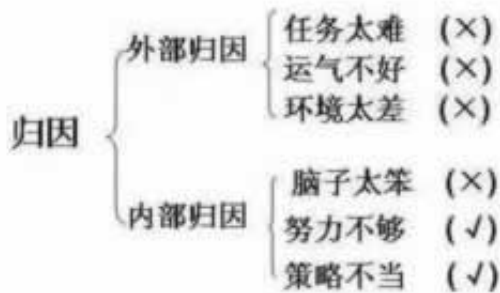 归因
外部归因
任务太难 (×)
运气不好 (×)
环境太差 (×)
内部归因
脑子太笨 (×)
努力不够 (√)
策略不当 (√)